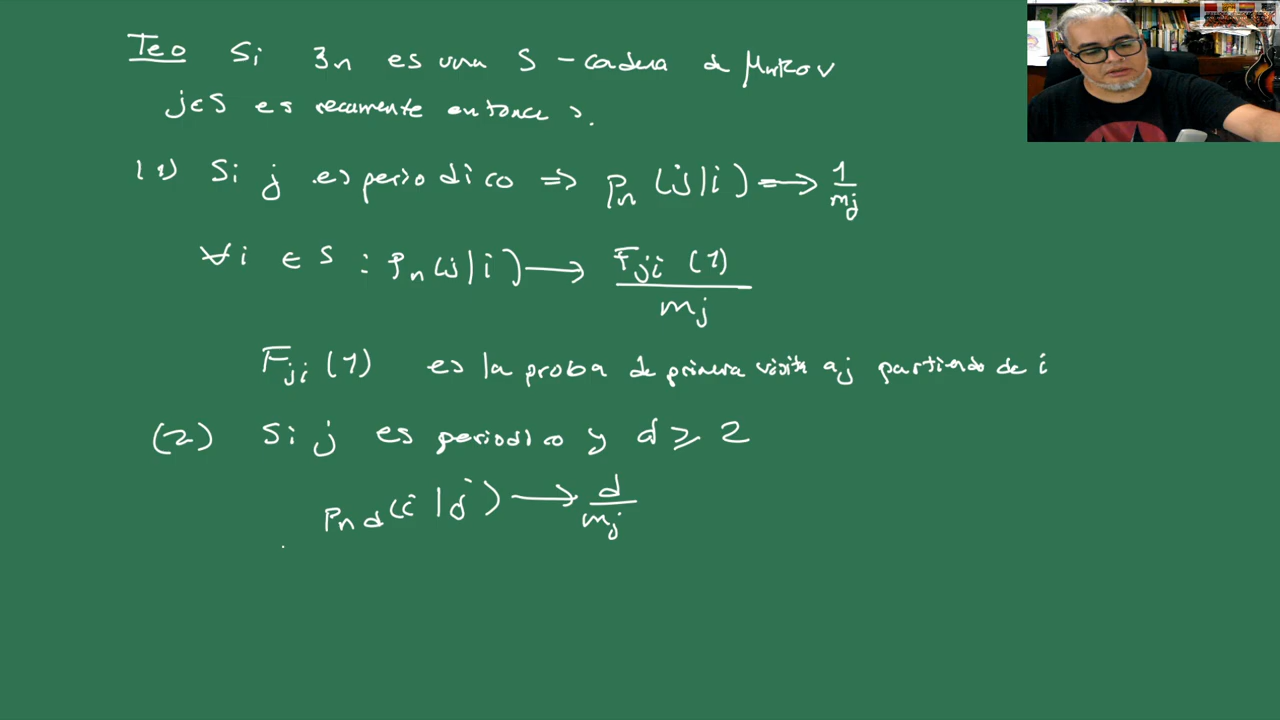 Teo Si ξn es una S - cadena de Markov
j∈S es recurrente entonces.
(1) Si j es periodico ⇒ pn (j|i) → 1/mj
∀i ∈ S : Pn(j|i) → Fji (1)/mj
Fji (1) es la proba de primera visita a j partiendo de i
(2) Si j es periodico y d ≥ 2
Pnd(i|j) → d/mj